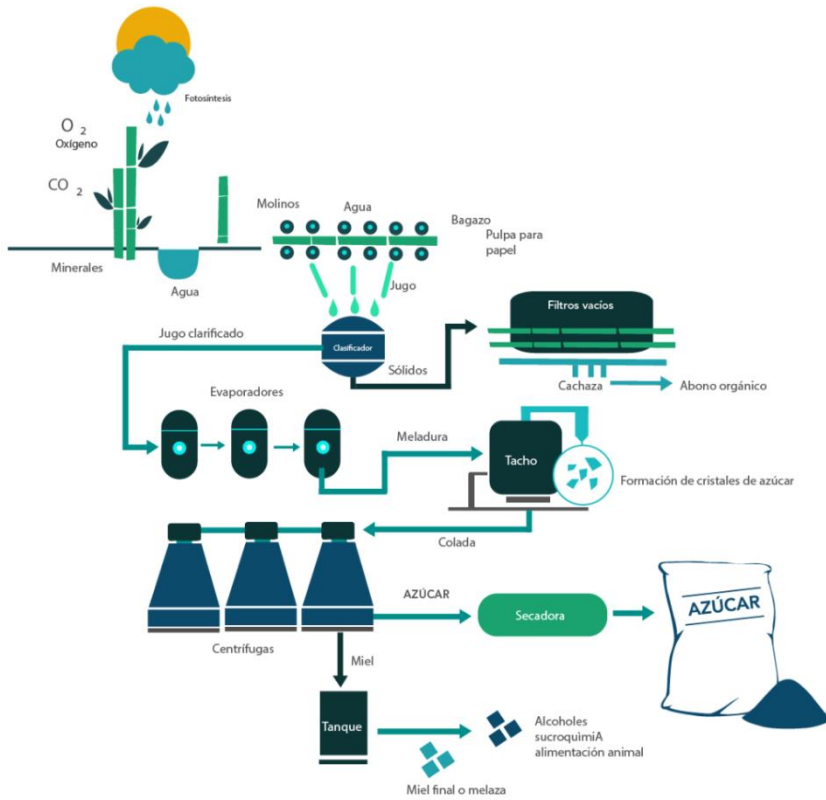 Fotosíntesis
O 2
Oxígeno
CO 2
Minerales
Agua
Molinos
Agua
Bagazo
Pulpa para
papel
Jugo
Jugo clarificado
Clasificador
Sólidos
Filtros vacíos
Cachaza
Abono orgánico
Evaporadores
Meladura
Tacho
Formación de cristales de azúcar
Colada
Centrífugas
AZÚCAR
Secadora
AZÚCAR
Miel
Tanque
Miel final o melaza
Alcoholes
sucroquìmiA
alimentación animal